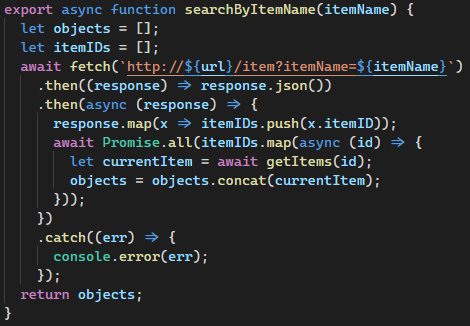 export async function searchByItemName(itemName) {
  let objects = [];
  let itemIDs = [];
  await fetch(`http://${url}/item?itemName=${itemName}`)
    .then((response) => response.json())
    .then(async (response) => {
      response.map(x => itemIDs.push(x.itemID));
      await Promise.all(itemIDs.map(async (id) => {
        let currentItem = await getItems(id);
        objects = objects.concat(currentItem);
      }));
    })
    .catch((err) => {
      console.error(err);
    });
  return objects;
}